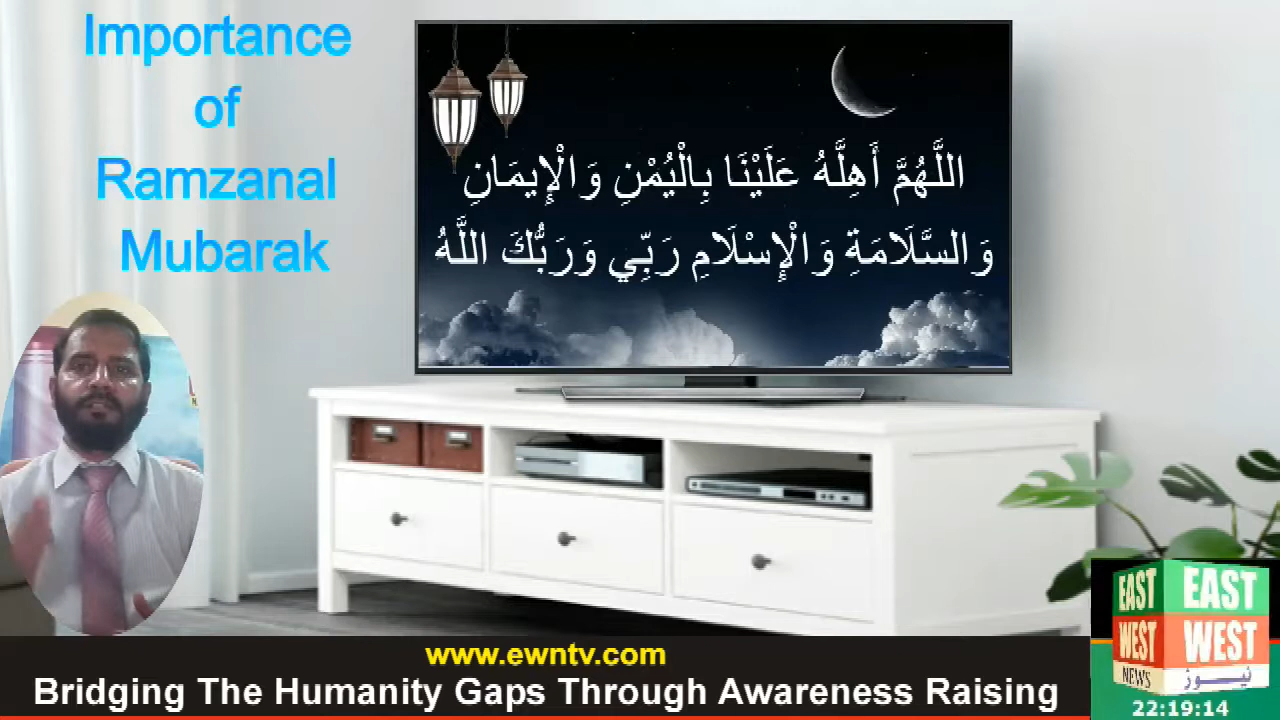 Importance
of
Ramzanal
Mubarak
اللَّهُمَّ أَهِلَّهُ عَلَيْنَا بِالْيُمْنِ وَالْإِيمَانِ
وَالسَّلَامَةِ وَالْإِسْلَامِ رَبِّي وَرَبُّكَ اللَّهُ
www.ewntv.com
Bridging The Humanity Gaps Through Awareness Raising
EAST
WEST
NEWS
EAST
WEST
نیوز
22:19:14